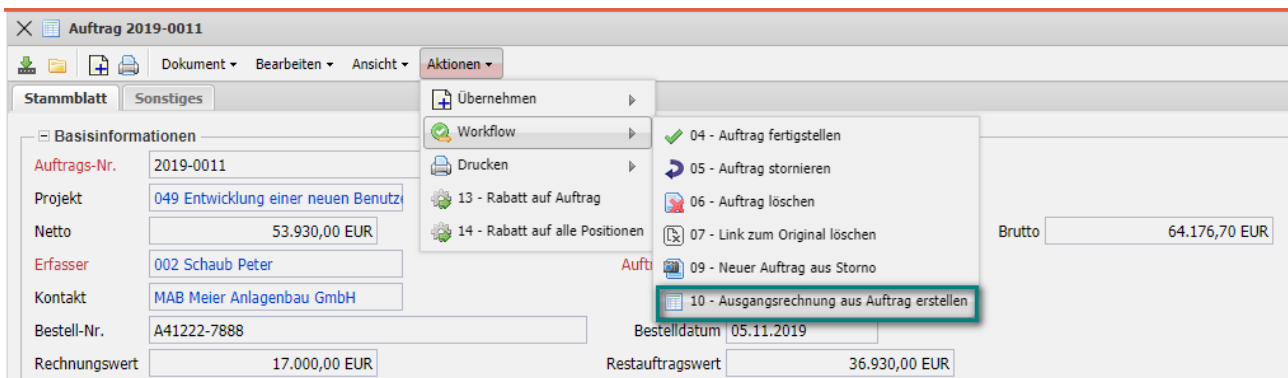 Auftrag 2019-0011
Dokument Bearbeiten Ansicht Aktionen
Stammblatt Sonstiges
Übernehmen
Workflow
Drucken
13 - Rabatt auf Auftrag
14 - Rabatt auf alle Positionen
04 - Auftrag fertigstellen
05 - Auftrag stornieren
06 - Auftrag löschen
07 - Link zum Original löschen
09 - Neuer Auftrag aus Storno
10 - Ausgangsrechnung aus Auftrag erstellen
Basisinformationen
Auftrags-Nr. 2019-0011
Projekt 049 Entwicklung einer neuen
Netto 53.930,00 EUR Brutto 64.176,70 EUR
Erfasser 002 Schaub Peter
Kontakt MAB Meier Anlagenbau GmbH
Bestell-Nr. A41222-7888 Bestelldatum 05.11.2019
Rechnungswert 17.000,00 EUR Restauftragswert 36.930,00 EUR